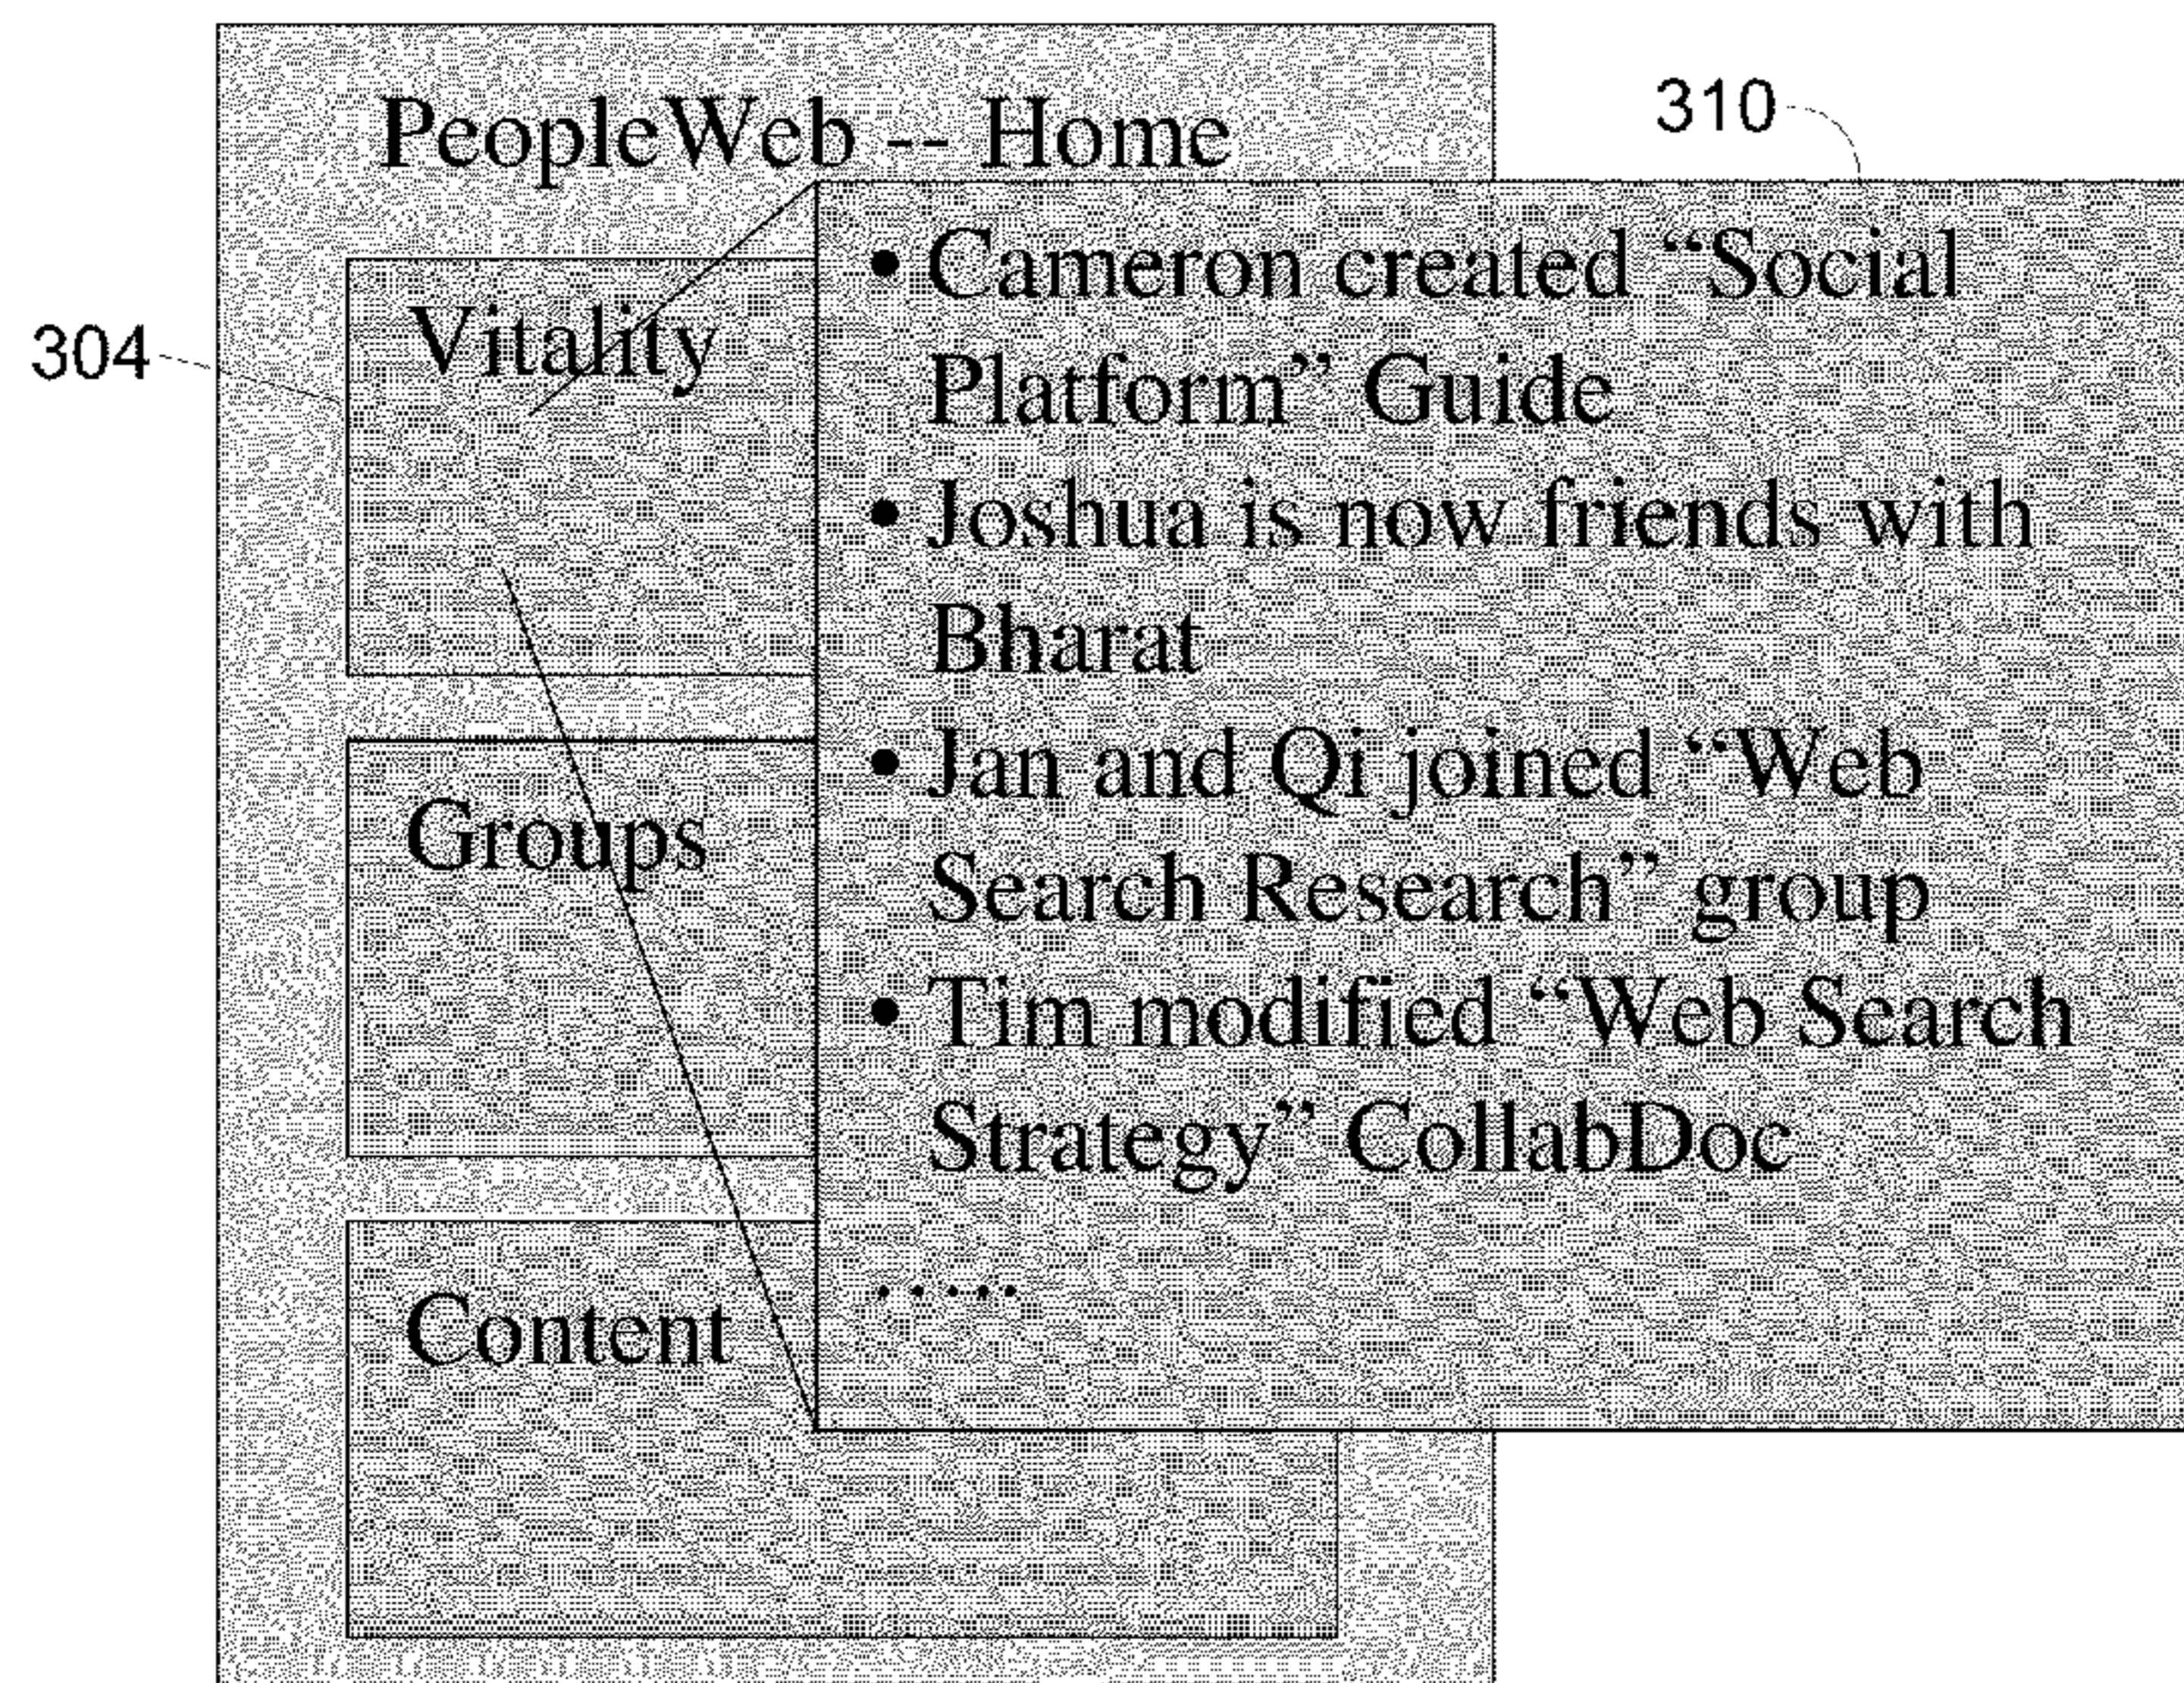 PeopleWeb -- Home
310
304
Vitality
• Cameron created “Social
Platform” Guide
• Joshua is now friends with
Bharat
• Jan and Qi joined “Web
Search Research” group
• Tim modified “Web Search
Strategy” CollabDoc
.....
Groups
Content